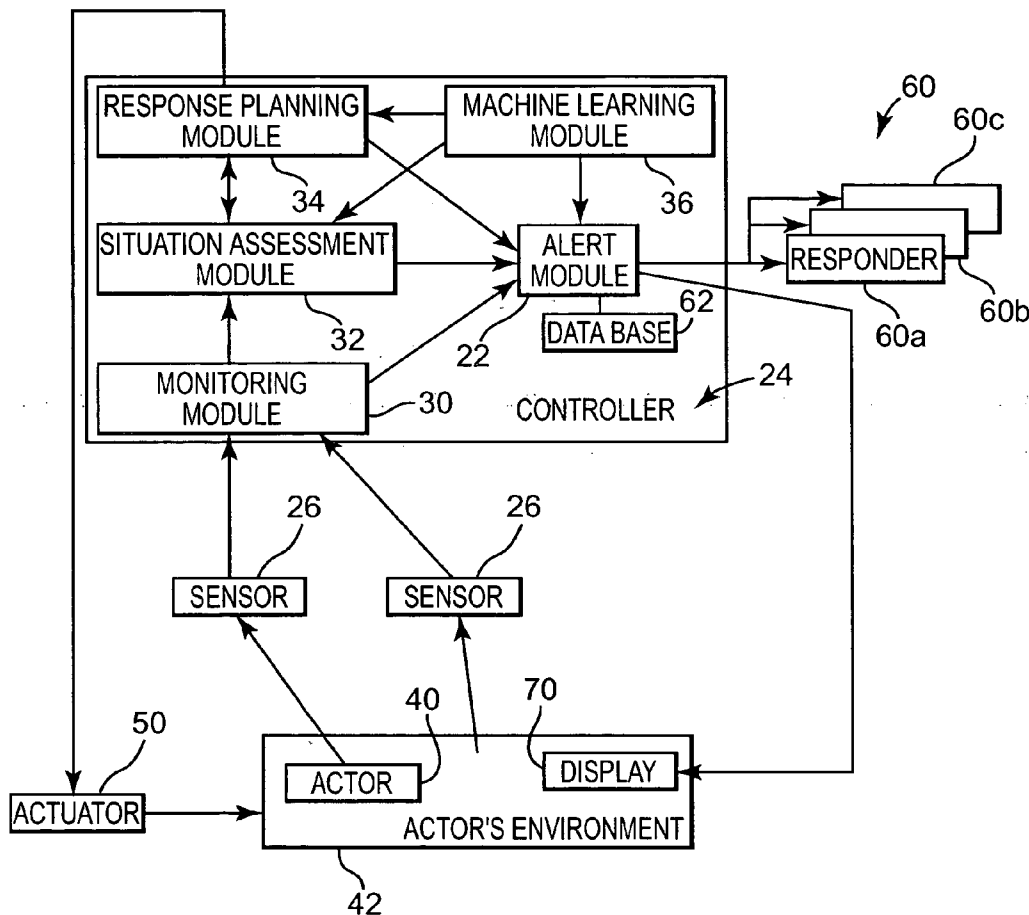 RESPONSE PLANNING
MODULE
34
MACHINE LEARNING
MODULE
36
60
60c
SITUATION ASSESSMENT
MODULE
32
ALERT
MODULE
22
RESPONDER
60b
60a
DATA BASE
62
MONITORING
MODULE
30
CONTROLLER
24
26
SENSOR
26
SENSOR
50
ACTUATOR
40
ACTOR
70
DISPLAY
ACTOR'S ENVIRONMENT
42